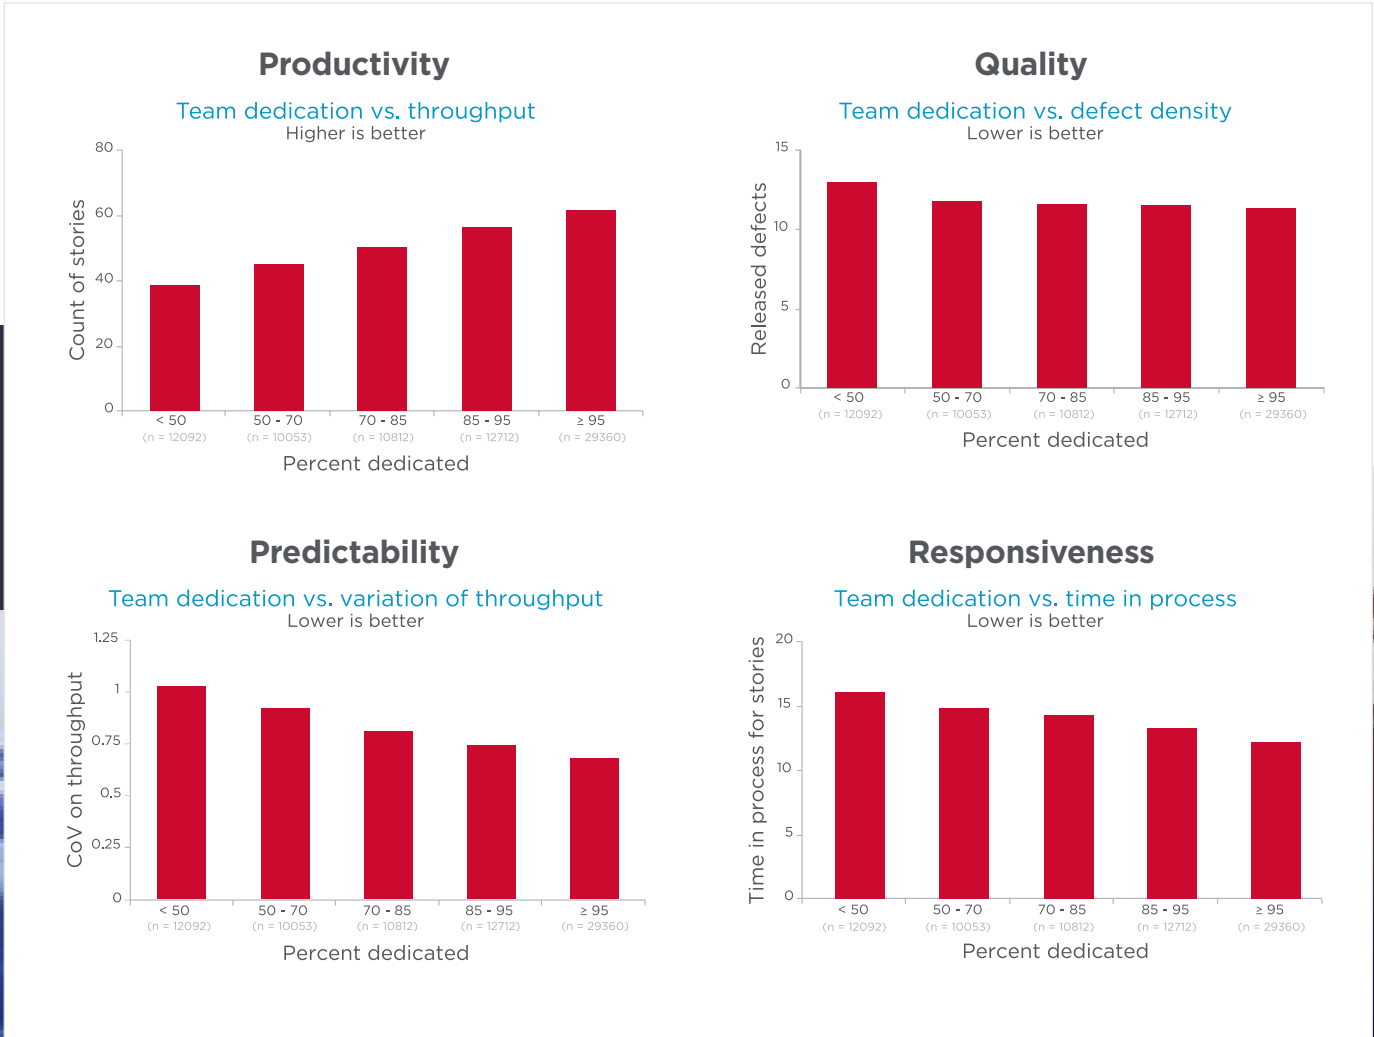 Productivity
Team dedication vs. throughput
Higher is better
80
60
40
20
0
Count of stories
< 50
50 - 70
70 - 85
85 - 95
≥ 95
(n = 12092)
(n = 10053)
(n = 10812)
(n = 12712)
(n = 29360)
Percent dedicated
Quality
Team dedication vs. defect density
Lower is better
15
10
5
0
Released defects
< 50
50 - 70
70 - 85
85 - 95
≥ 95
(n = 12092)
(n = 10053)
(n = 10812)
(n = 12712)
(n = 29360)
Percent dedicated
Predictability
Team dedication vs. variation of throughput
Lower is better
1.25
1
0.75
0.5
0.25
0
CoV on throughput
< 50
50 - 70
70 - 85
85 - 95
≥ 95
(n = 12092)
(n = 10053)
(n = 10812)
(n = 12712)
(n = 29360)
Percent dedicated
Responsiveness
Team dedication vs. time in process
Lower is better
20
15
10
5
0
Time in process for stories
< 50
50 - 70
70 - 85
85 - 95
≥ 95
(n = 12092)
(n = 10053)
(n = 10812)
(n = 12712)
(n = 29360)
Percent dedicated